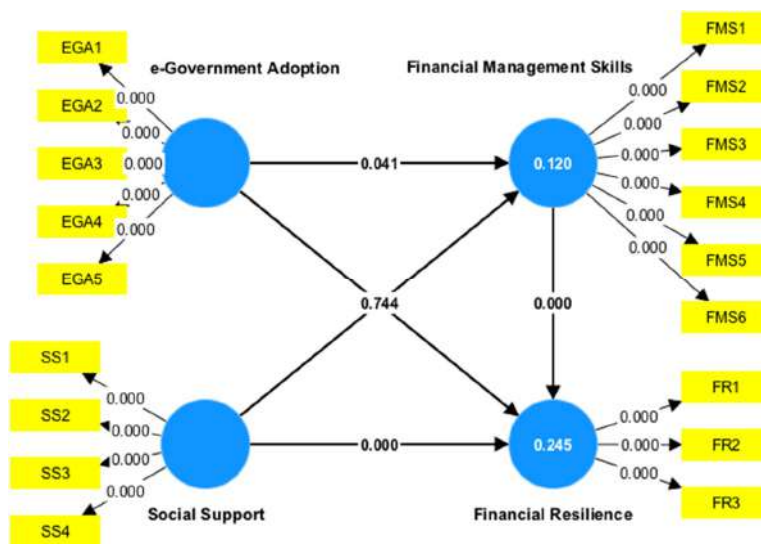 EGA1
EGA2
EGA3
EGA4
EGA5
0.000
0.000
0.000
0.000
0.000
e-Government Adoption
Financial Management Skills
0.041
0.120
0.000
0.000
0.000
0.000
0.000
0.000
FMS1
FMS2
FMS3
FMS4
FMS5
FMS6
0.744
0.000
SS1
SS2
SS3
SS4
0.000
0.000
0.000
0.000
Social Support
0.000
0.245
Financial Resilience
0.000
0.000
0.000
FR1
FR2
FR3